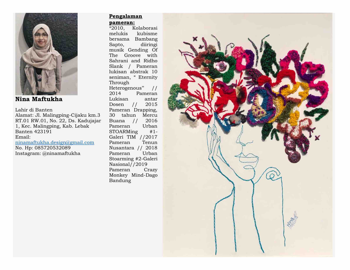 Nina Maftukha
Lahir di Banten
Alamat: Jl. Malingping-Cijaku km.3
RT.01 RW.01, No. 22, Ds. Kadujajar
1, Kec. Malingping, Kab. Lebak
Banten 423191
Email:
ninamaftukha.design@gmail.com
No. Hp: 085720532089
Instagram: @ninamaftukha
Pengalaman
pameran:
*2010, Kolaborasi
melukis kubisme
bersama Bambang
Sapto, diiringi
musik Gending Of
The Groove with
Sahrani and Ridho
Slank / Pameran
lukisan abstrak 10
seniman, " Eternity
Through
Heterogenous" //
2014 Pameran
Lukisan antar
Dosen // 2015
Pameran Drapping,
30 tahun Mercu
Buana // 2016
Pameran Urban
STOARMing #1-
Galeri TIM //2017
Pameran Tenun
Nusantara // 2018
Pameran Urban
Stoarming #2-Galeri
Nasional//2019
Pameran Crazy
Monkey Mind-Dago
Bandung